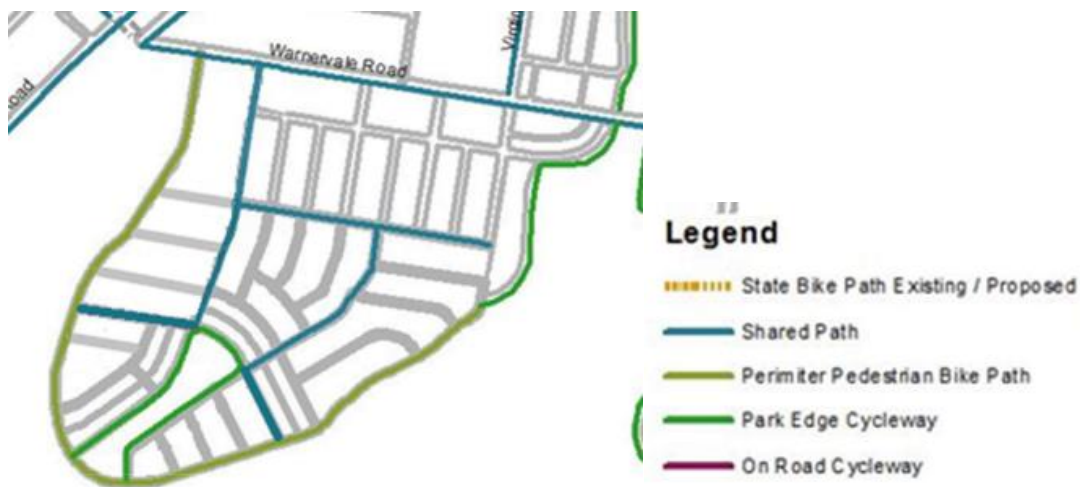 Warnervale Road
Legend
State Bike Path Existing / Proposed
Shared Path
Perimiter Pedestrian Bike Path
Park Edge Cycleway
On Road Cycleway